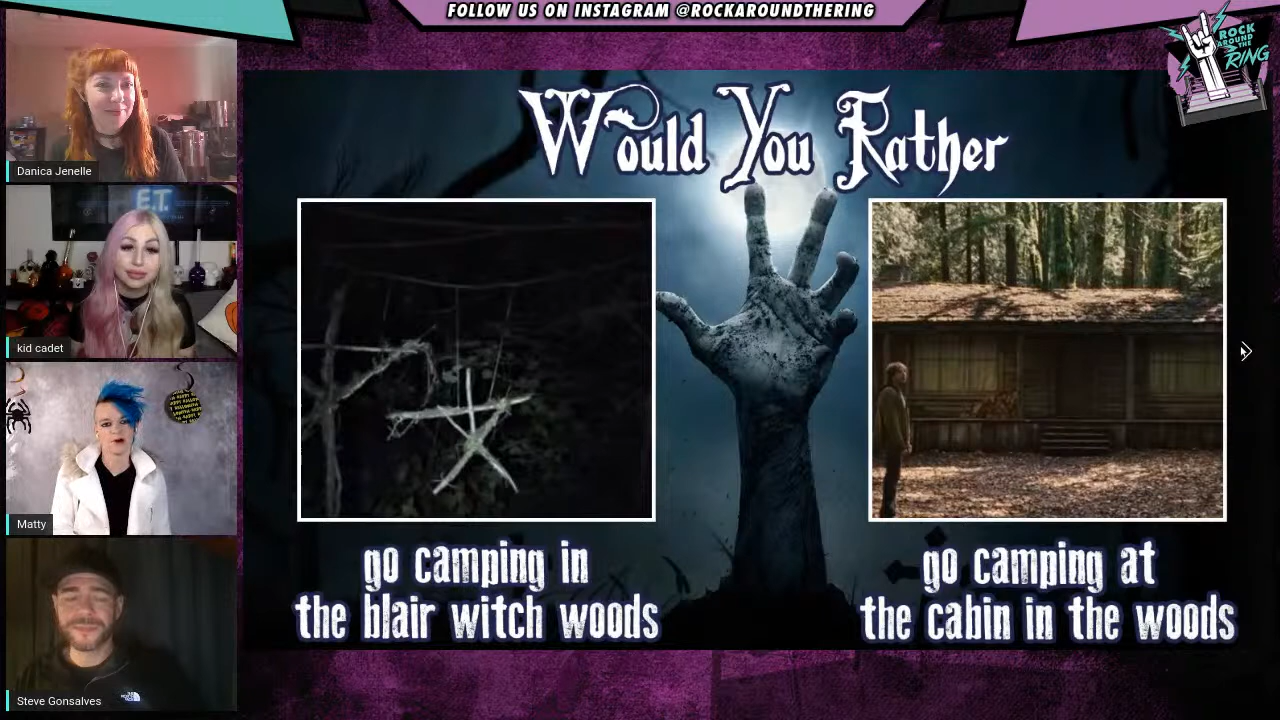 FOLLOW US ON INSTAGRAM @ROCKAROUNDTHERING
ROCK
AROUND
THE
RING
Danica Jenelle
E.T.
kid cadet
Matty
Steve Gonsalves
Would You Rather
go camping in
the blair witch woods
go camping at
the cabin in the woods